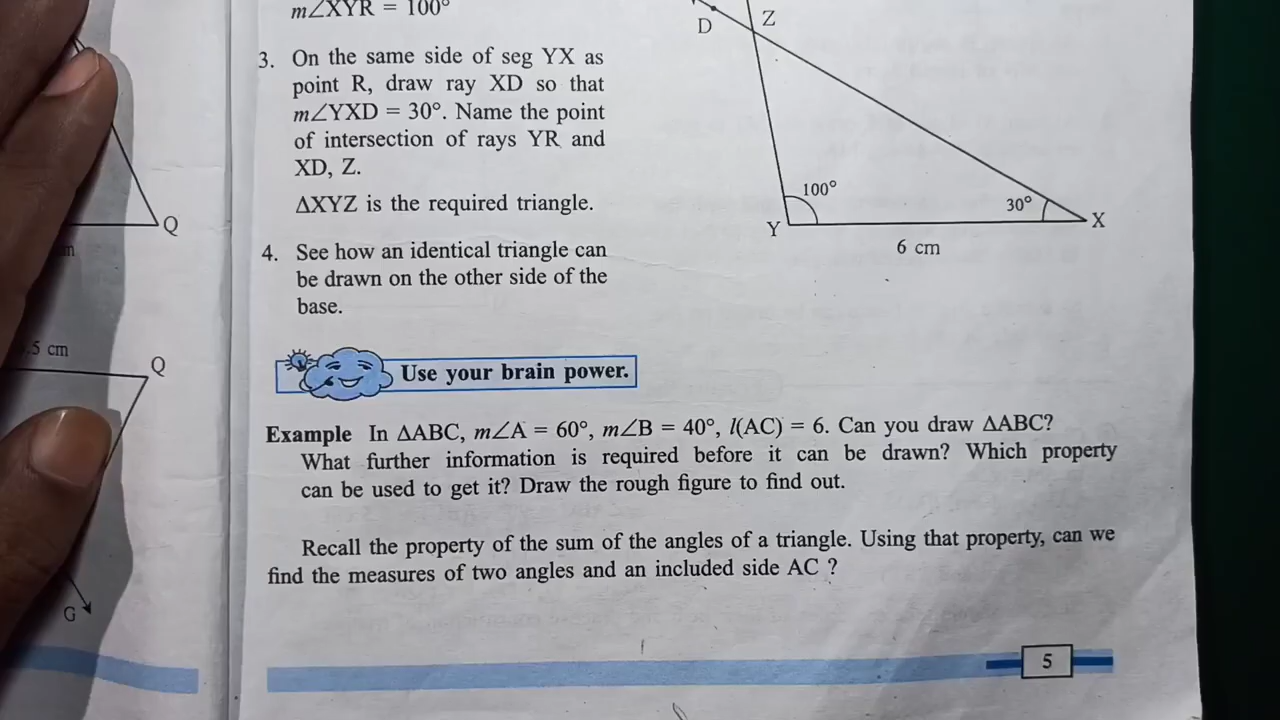 m∠XYR = 100°
3. On the same side of seg YX as
point R, draw ray XD so that
m∠YXD = 30°. Name the point
of intersection of rays YR and
XD, Z.
ΔXYZ is the required triangle.
4. See how an identical triangle can
be drawn on the other side of the
base.
D
Z
100°
30°
Y
X
6 cm
Q
5 cm
Q
G
Use your brain power.
Example In ΔABC, m∠A = 60°, m∠B = 40°, l(AC) = 6. Can you draw ΔABC?
What further information is required before it can be drawn? Which property
can be used to get it? Draw the rough figure to find out.
Recall the property of the sum of the angles of a triangle. Using that property, can we
find the measures of two angles and an included side AC ?
5